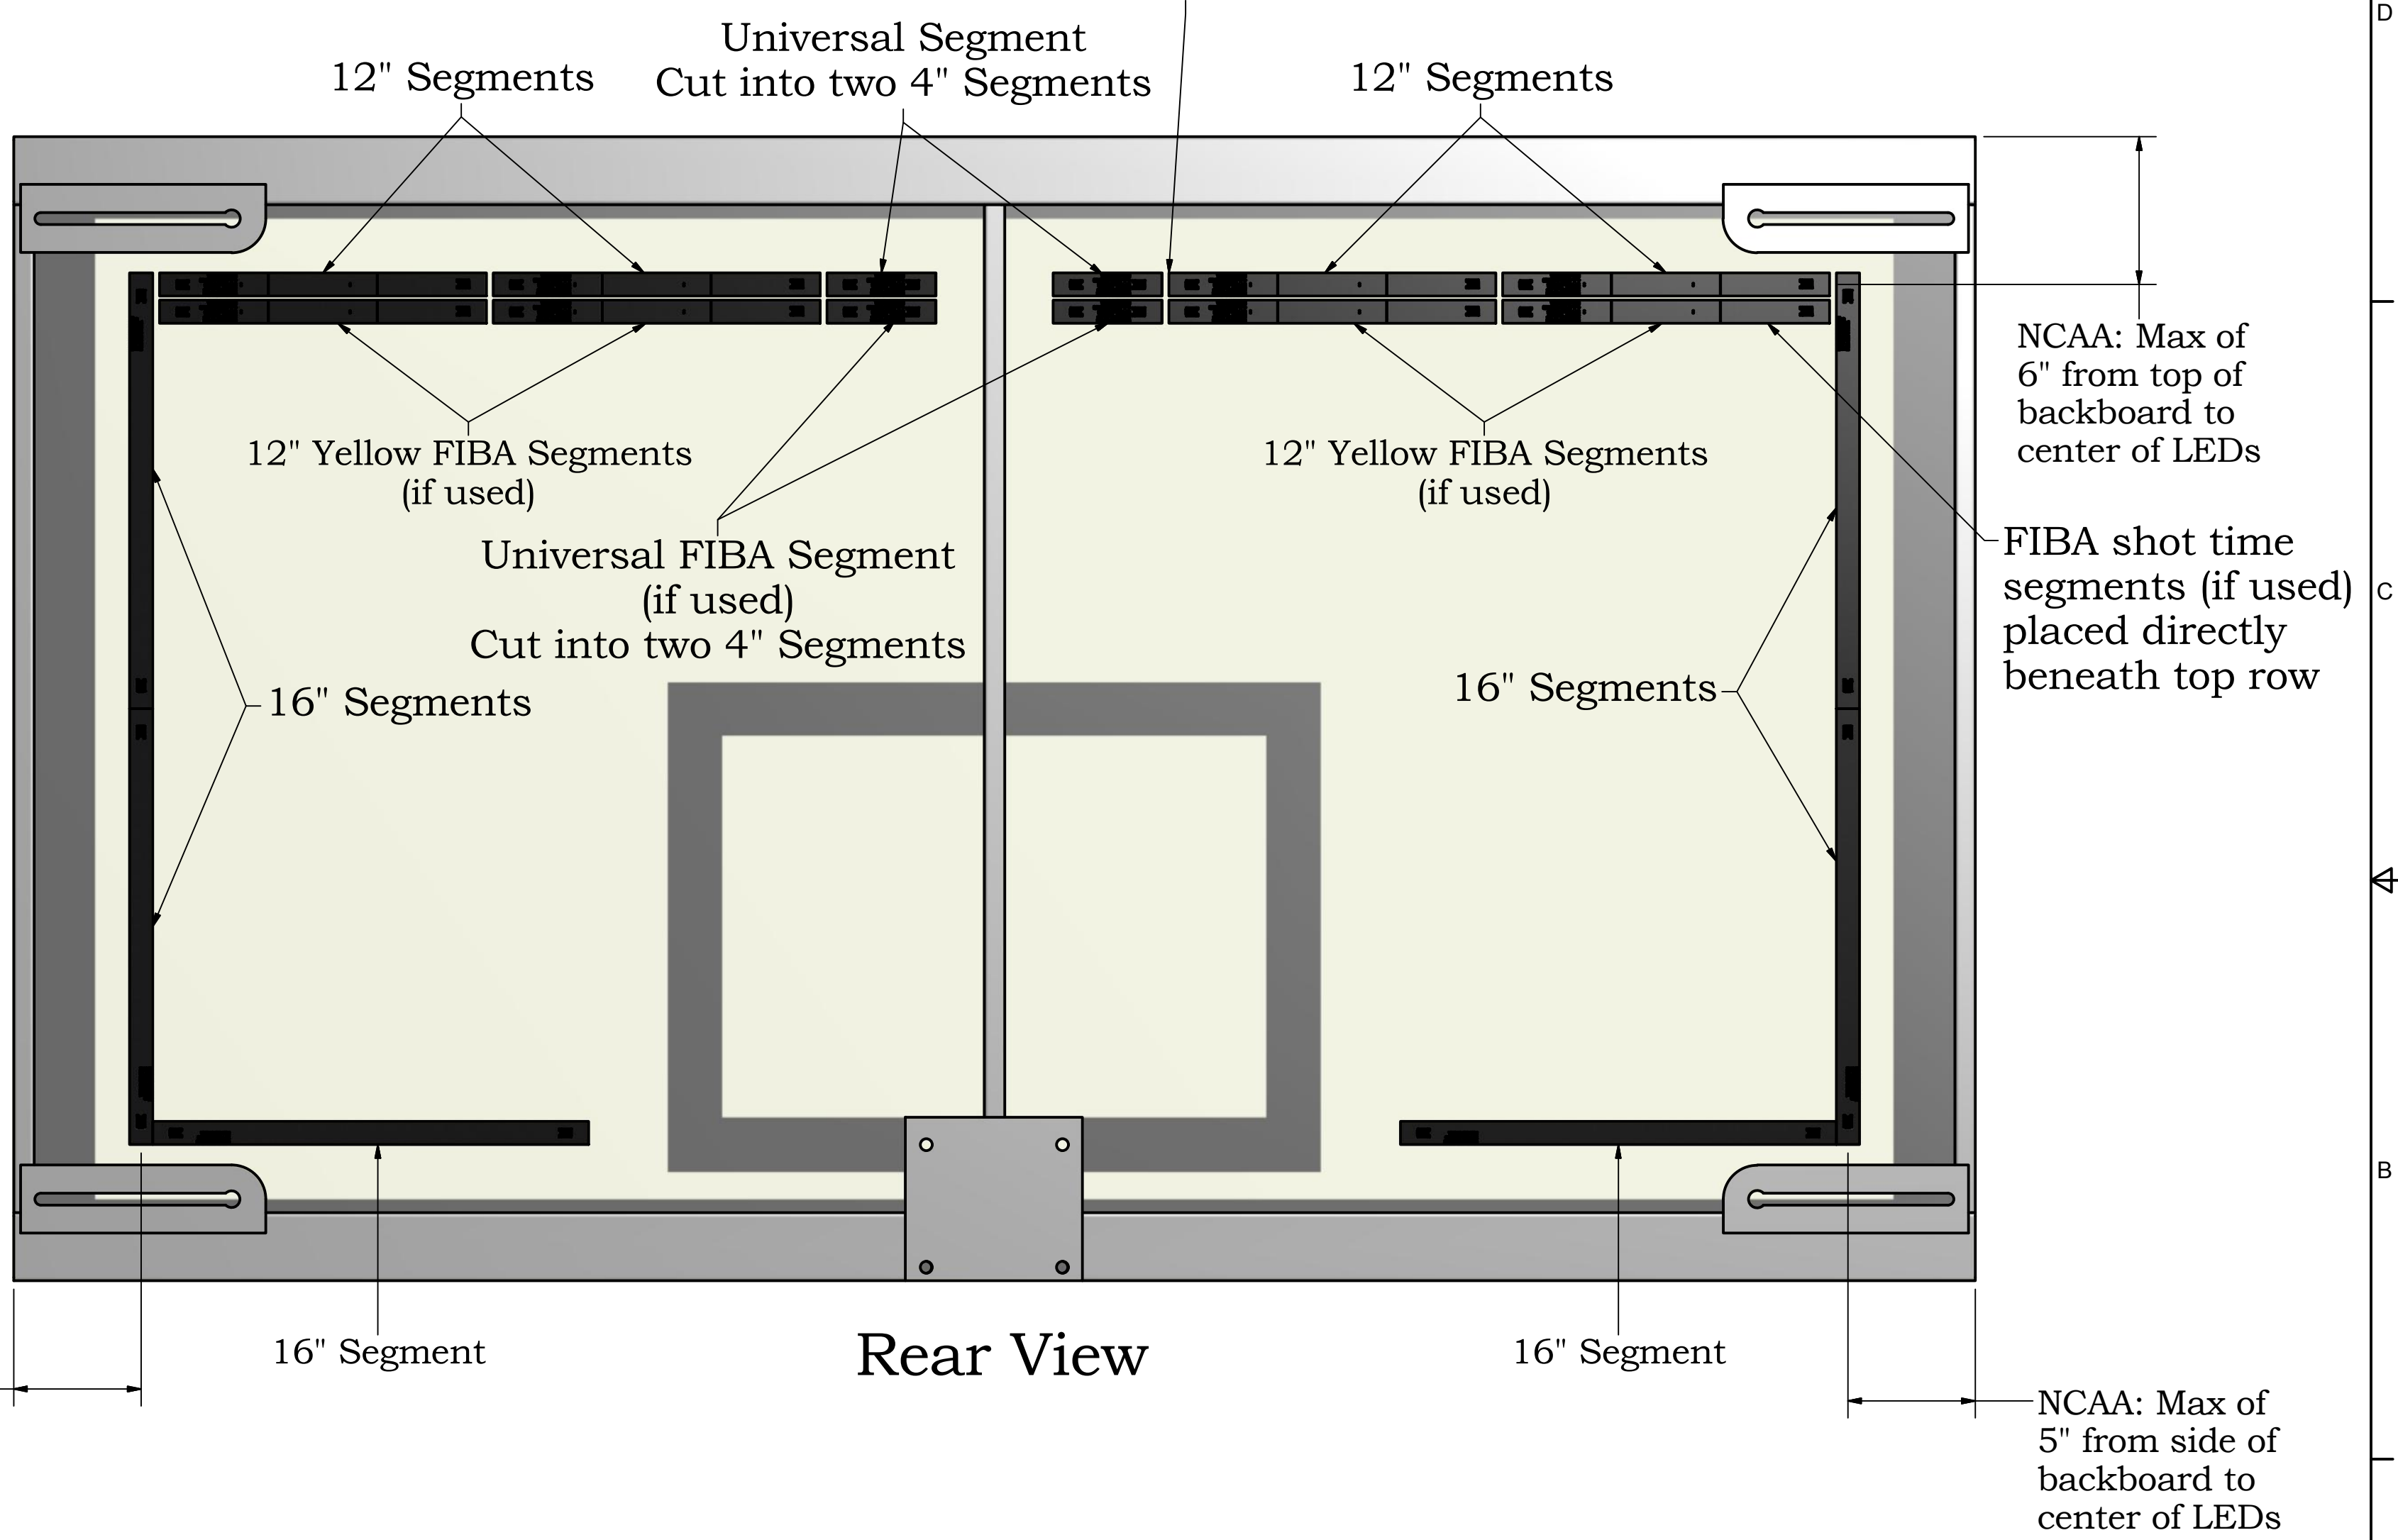 D
Universal Segment
Cut into two 4" Segments
12" Segments
12" Segments
NCAA: Max of
6" from top of
backboard to
center of LEDs
12" Yellow FIBA Segments
(if used)
12" Yellow FIBA Segments
(if used)
Universal FIBA Segment
(if used)
Cut into two 4" Segments
FIBA shot time
segments (if used)
placed directly
beneath top row
C
16" Segments
16" Segments
B
16" Segment
Rear View
16" Segment
NCAA: Max of
5" from side of
backboard to
center of LEDs